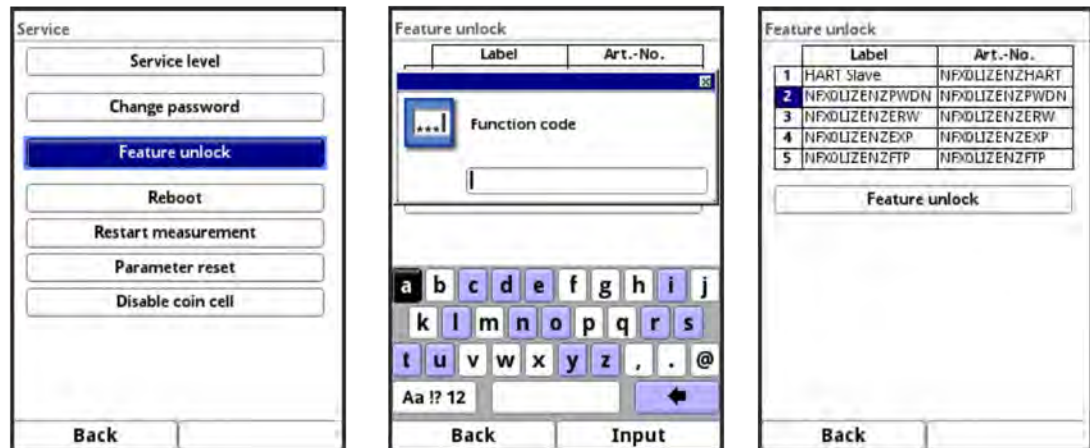 Service
Service level
Change password
Feature unlock
Reboot
Restart measurement
Parameter reset
Disable coin cell
Back
Feature unlock
Label Art.-No.
Function code
a b c d e f g h i j
k l m n o p q r s
t u v w x y z , . @
Aa !? 12
Back Input
Feature unlock
Label Art.-No.
1 HART Slave NFX0LIZENZHART
2 NFX0LIZENZPWDN NFX0LIZENZPWDN
3 NFX0LIZENZERW NFX0LIZENZERW
4 NFX0LIZENZEXP NFX0LIZENZEXP
5 NFX0LIZENZFTP NFX0LIZENZFTP
Feature unlock
Back